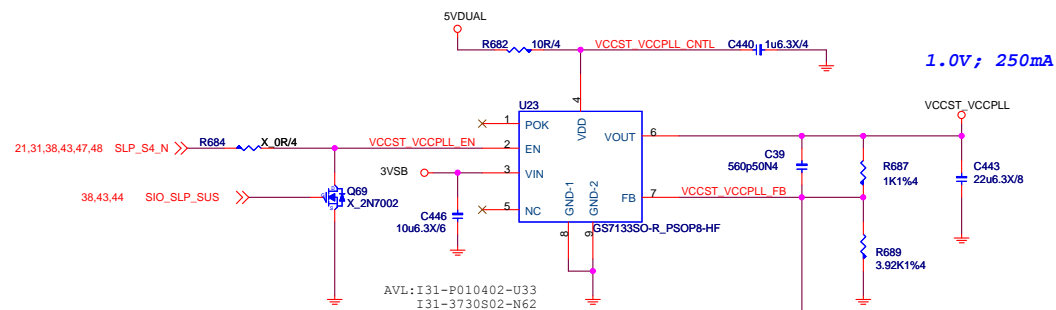 5VDUAL
R682
10R/4
VCCST_VCCPLL_CNTL
C440
1u6.3X/4
1.0V; 250mA
U23
4
VCCST_VCCPLL
1
POK
VDD
VOUT
6
21,31,38,43,47,48
SLP_S4_N
R684
X_0R/4
VCCST_VCCPLL_EN
2
EN
C39
560p50N4
R687
1K1%4
C443
22u6.3X/8
3VSB
3
VIN
38,43,44
SIO_SLP_SUS
Q69
X_2N7002
VCCST_VCCPLL_FB
7
FB
5
NC
GND-1
GND-2
C446
10u6.3X/6
8
9
GS7133SO-R_PSOP8-HF
R689
3.92K1%4
AVL:I31-P010402-U33
I31-3730S02-N62